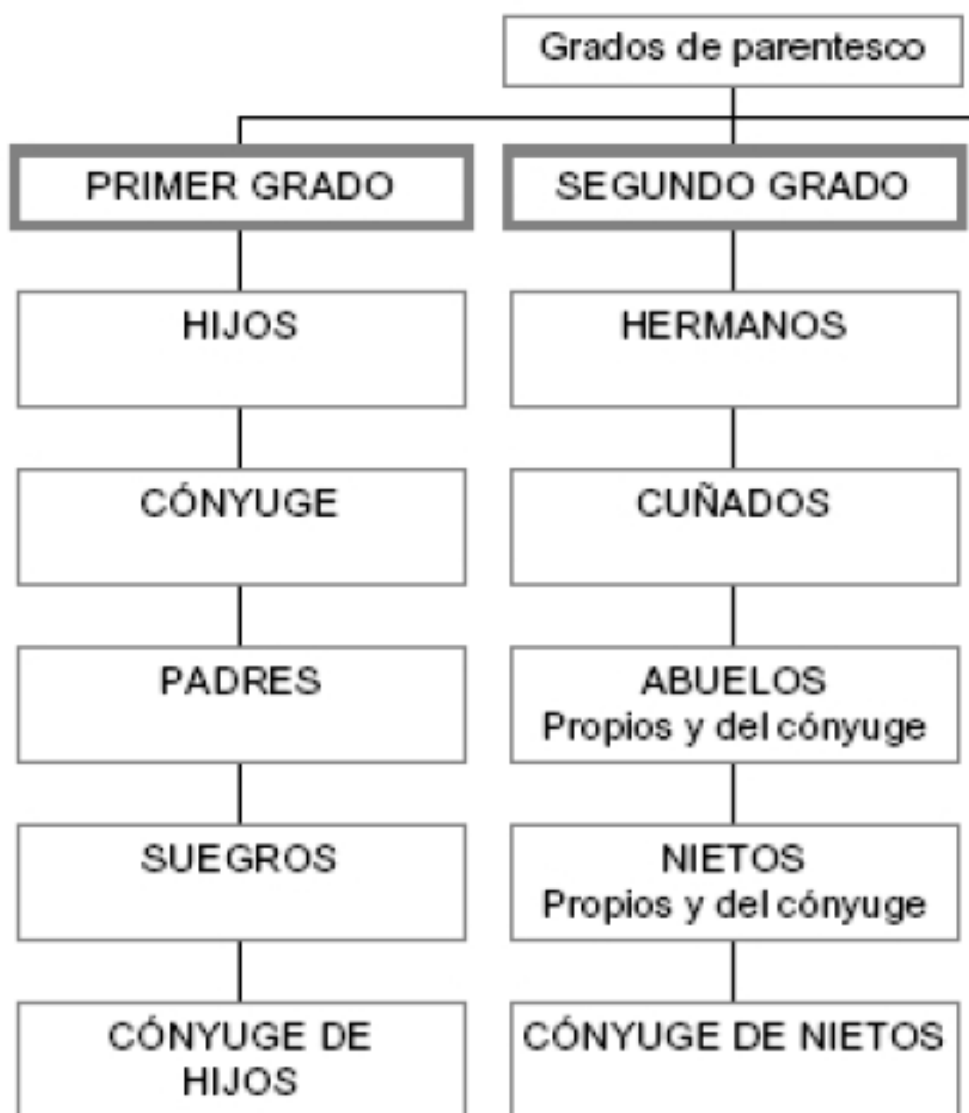 Grados de parentesco
PRIMER GRADO
HIJOS
CÓNYUGE
PADRES
SUEGROS
CÓNYUGE DE
HIJOS
SEGUNDO GRADO
HERMANOS
CUÑADOS
ABUELOS
Propios y del cónyuge
NIETOS
Propios y del cónyuge
CÓNYUGE DE NIETOS